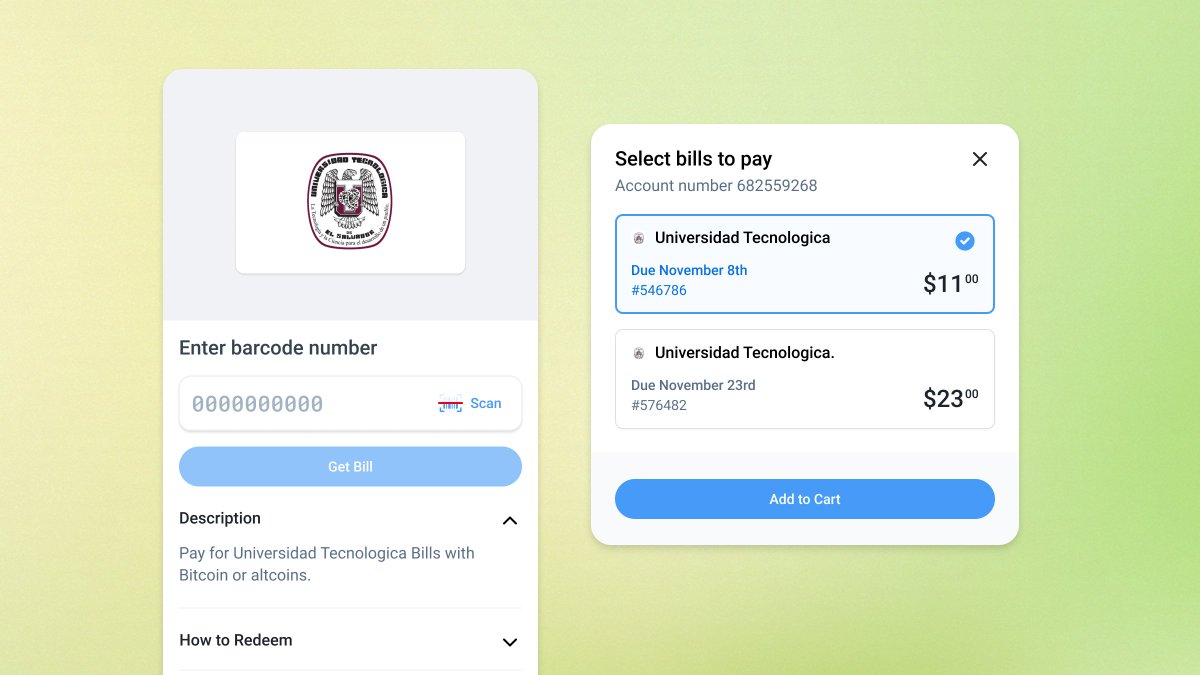 UNIVERSIDAD TECNOLOGICA
La Tecnología y la Ciencia para el desarrollo de un pueblo.
DE
EL SALVADOR
Enter barcode number
0000000000
Scan
Get Bill
Description
Pay for Universidad Tecnologica Bills with
Bitcoin or altcoins.
How to Redeem
Select bills to pay
Account number 682559268
Universidad Tecnologica
Due November 8th
#546786
$11 00
Universidad Tecnologica.
Due November 23rd
#576482
$23 00
Add to Cart